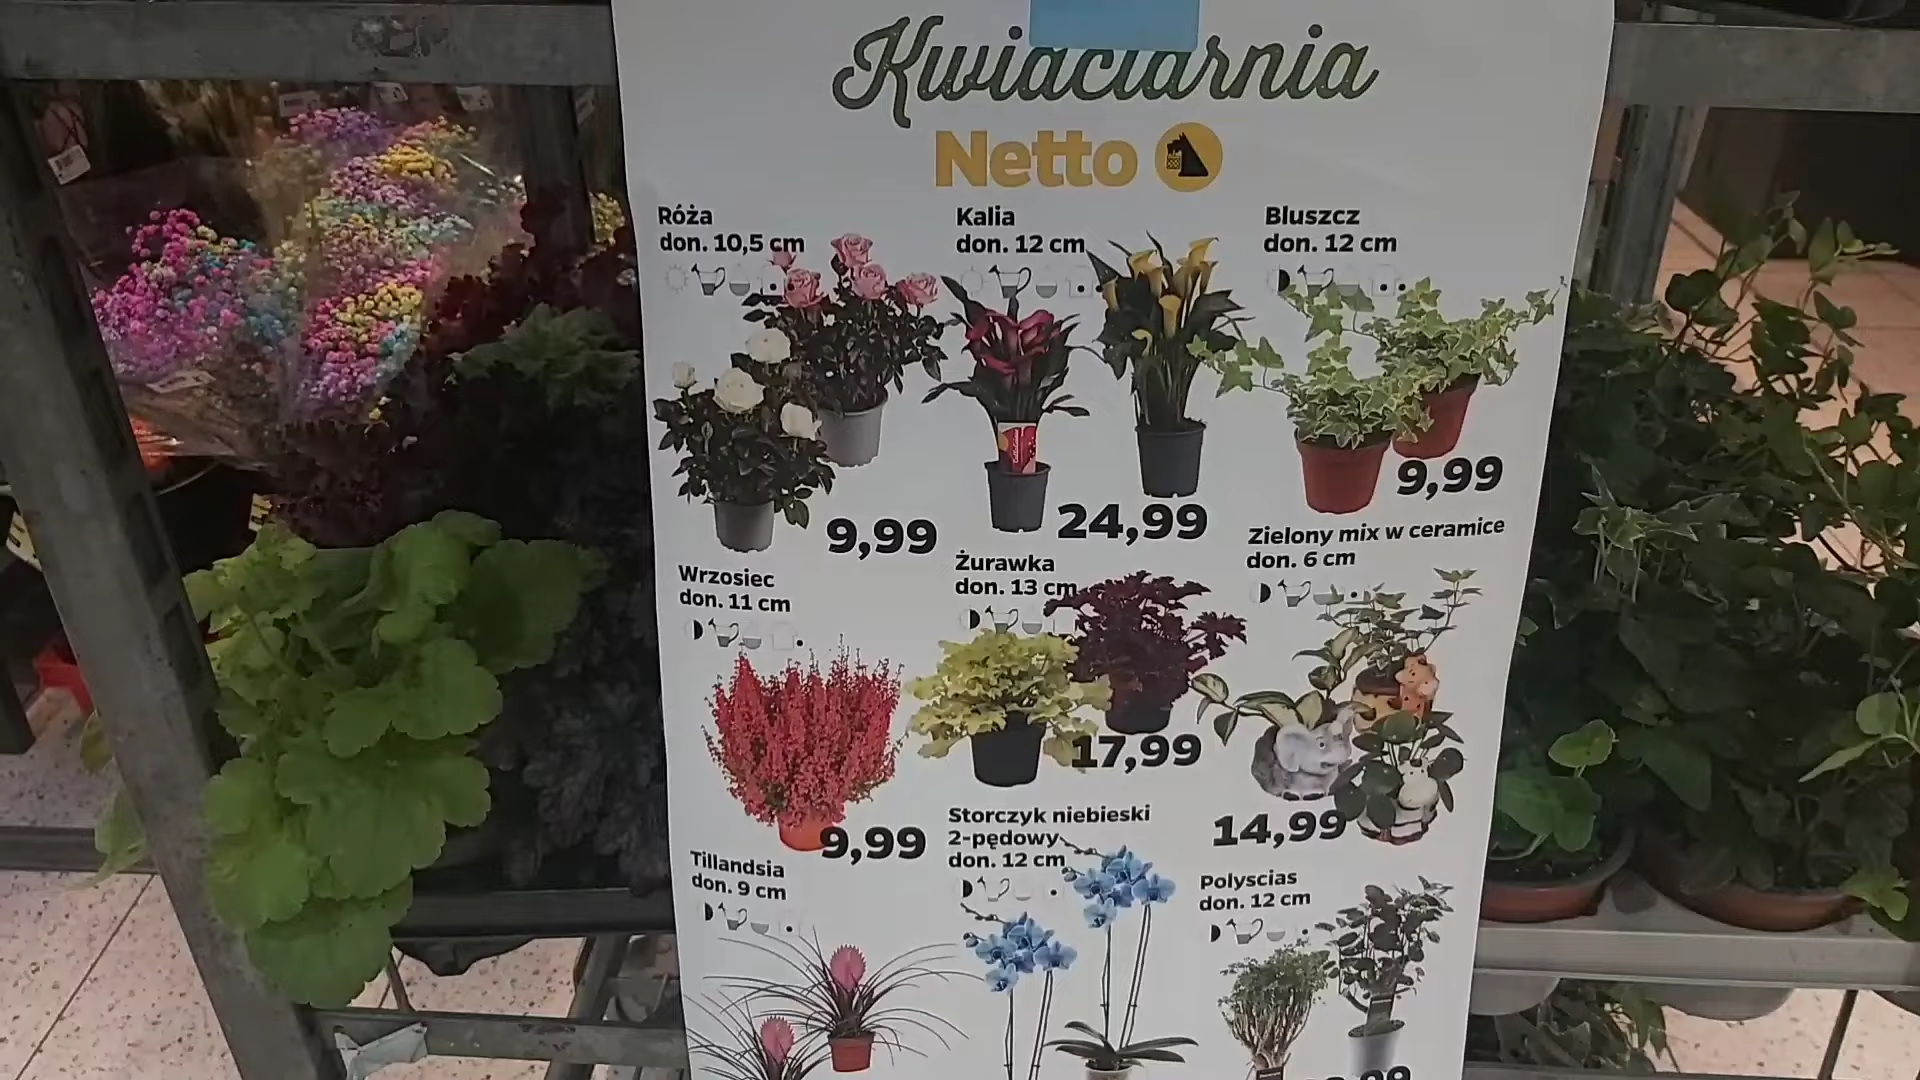 Kwiaciarnia
Netto
Róża
don. 10,5 cm
9,99
Kalia
don. 12 cm
24,99
Bluszcz
don. 12 cm
9,99
Wrzosiec
don. 11 cm
9,99
Żurawka
don. 13 cm
17,99
Zielony mix w ceramice
don. 6 cm
14,99
Tillandsia
don. 9 cm
Storczyk niebieski
2-pędowy
don. 12 cm
Polyscias
don. 12 cm